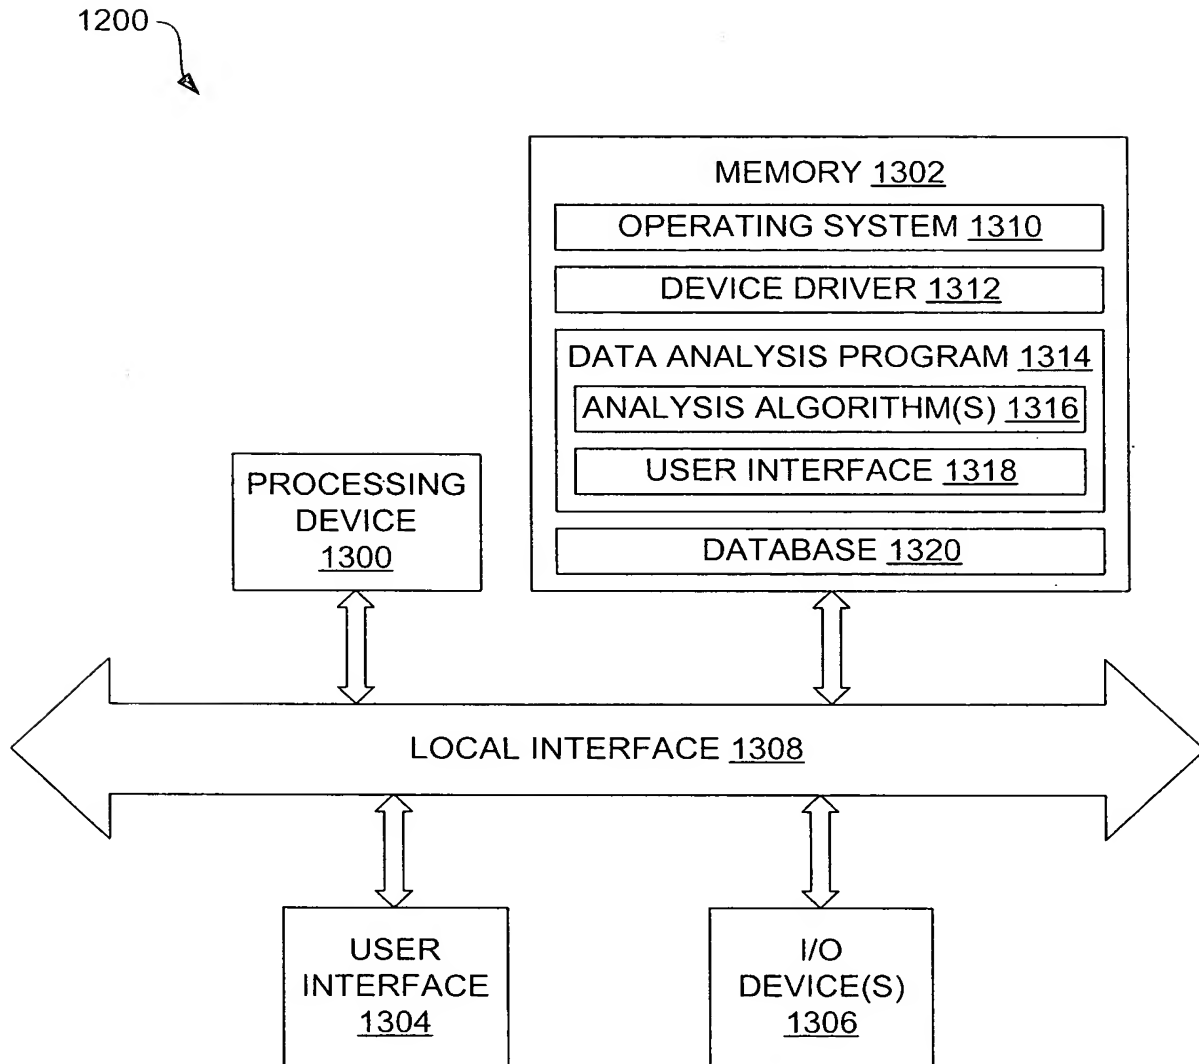 1200
MEMORY 1302
OPERATING SYSTEM 1310
DEVICE DRIVER 1312
DATA ANALYSIS PROGRAM 1314
ANALYSIS ALGORITHM(S) 1316
USER INTERFACE 1318
DATABASE 1320
PROCESSING
DEVICE
1300
LOCAL INTERFACE 1308
USER
INTERFACE
1304
I/O
DEVICE(S)
1306